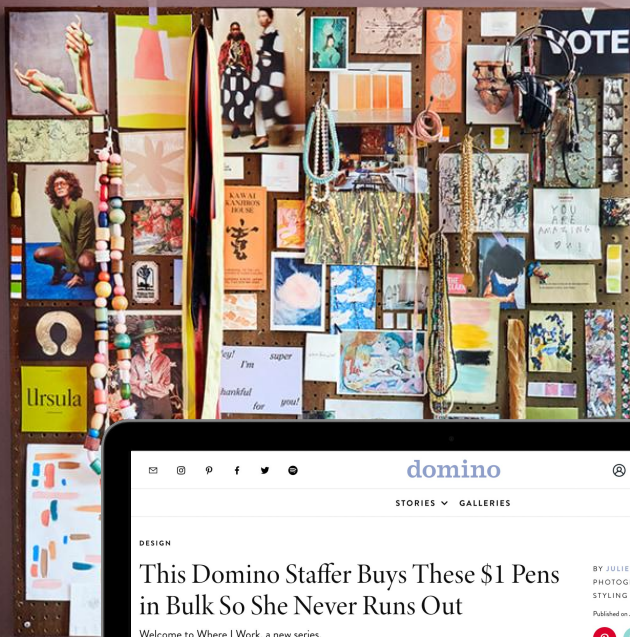 VOTE
KAWAI
KANJIRO'S
HOUSE
YOU
ARE
AMAZING
hey!
I'm
super
thankful
for
you!
Ursula
domino
STORIES
GALLERIES
DESIGN
This Domino Staffer Buys These $1 Pens
in Bulk So She Never Runs Out
BY JULIE
PHOTOG
STYLING
Published on
Welcome to Where I Work, a new series